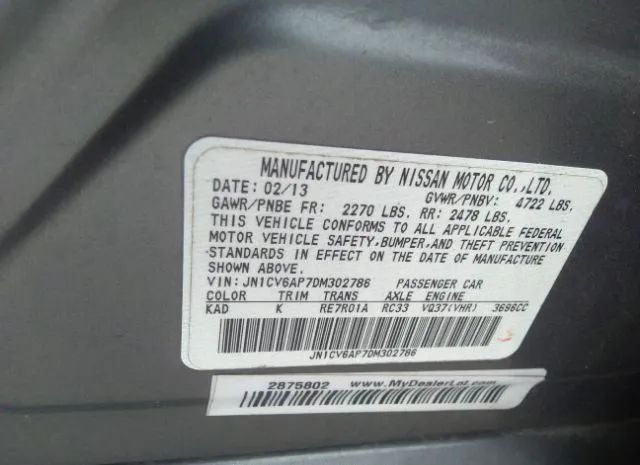 MANUFACTURED BY NISSAN MOTOR CO.,LTD.
DATE: 02/13 GVWR/PNBV: 4722 LBS.
GAWR/PNBE FR: 2270 LBS. RR: 2478 LBS.
THIS VEHICLE CONFORMS TO ALL APPLICABLE FEDERAL
MOTOR VEHICLE SAFETY,BUMPER,AND THEFT PREVENTION
STANDARDS IN EFFECT ON THE DATE OF MANUFACTURE
SHOWN ABOVE.
VIN: JN1CV6AP7DM302786 PASSENGER CAR
COLOR TRIM TRANS AXLE ENGINE
KAD K RE7R01A RC33 VQ37(VHR) 3696CC
JN1CV6AP7DM302786
2875802 www.MyDealerLot.com